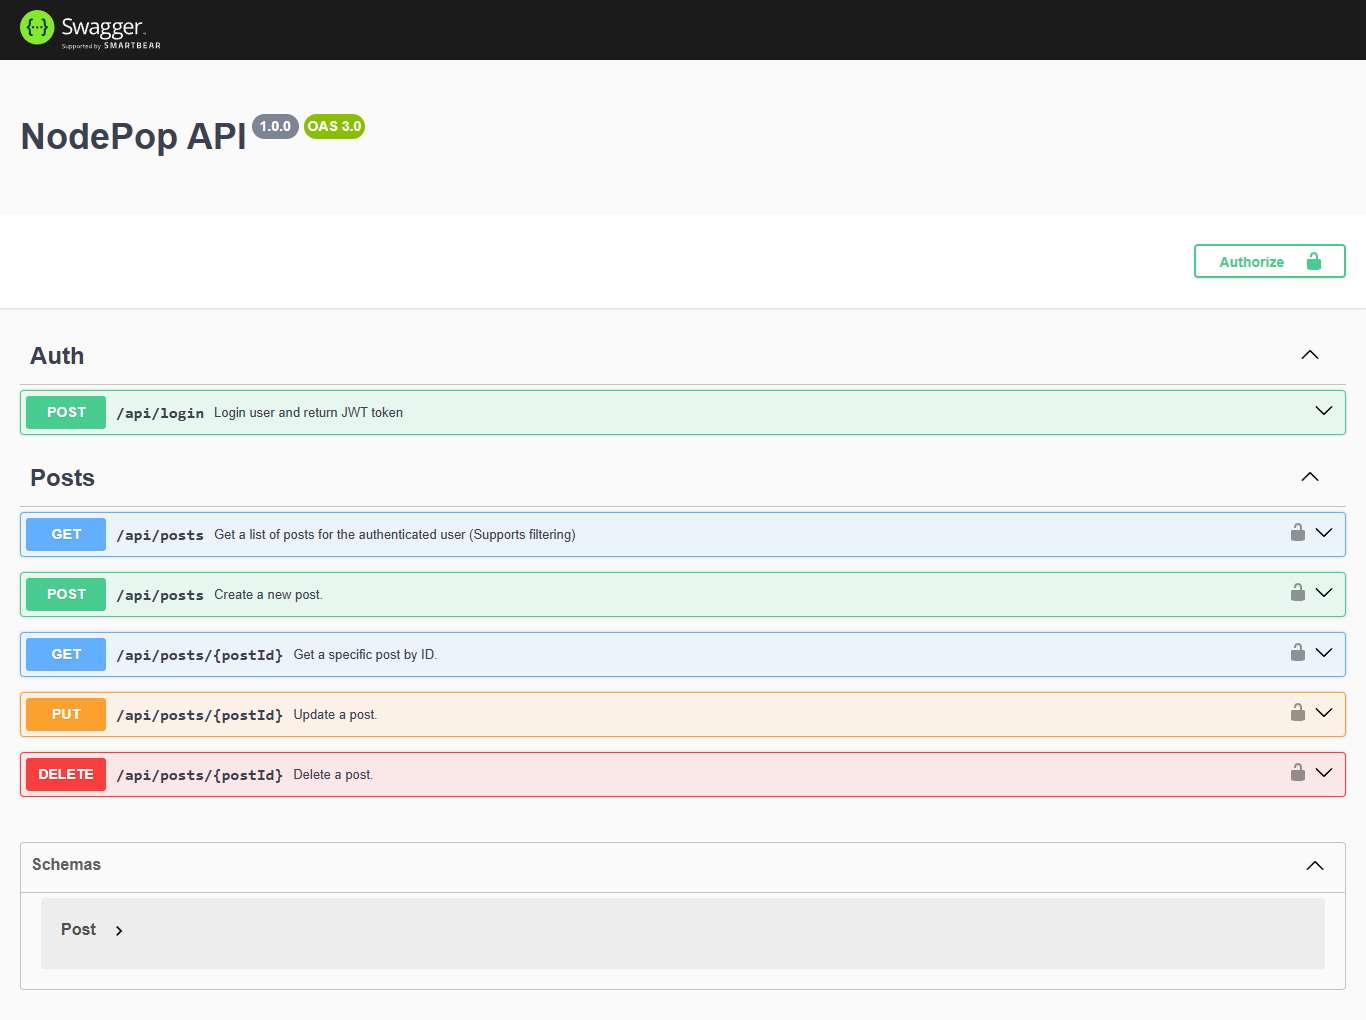 {···} Swagger
Supported by SMARTBEAR
NodePop API 1.0.0 OAS 3.0
Authorize
Auth
POST /api/login Login user and return JWT token
Posts
GET /api/posts Get a list of posts for the authenticated user (Supports filtering)
POST /api/posts Create a new post.
GET /api/posts/{postId} Get a specific post by ID.
PUT /api/posts/{postId} Update a post.
DELETE /api/posts/{postId} Delete a post.
Schemas
Post